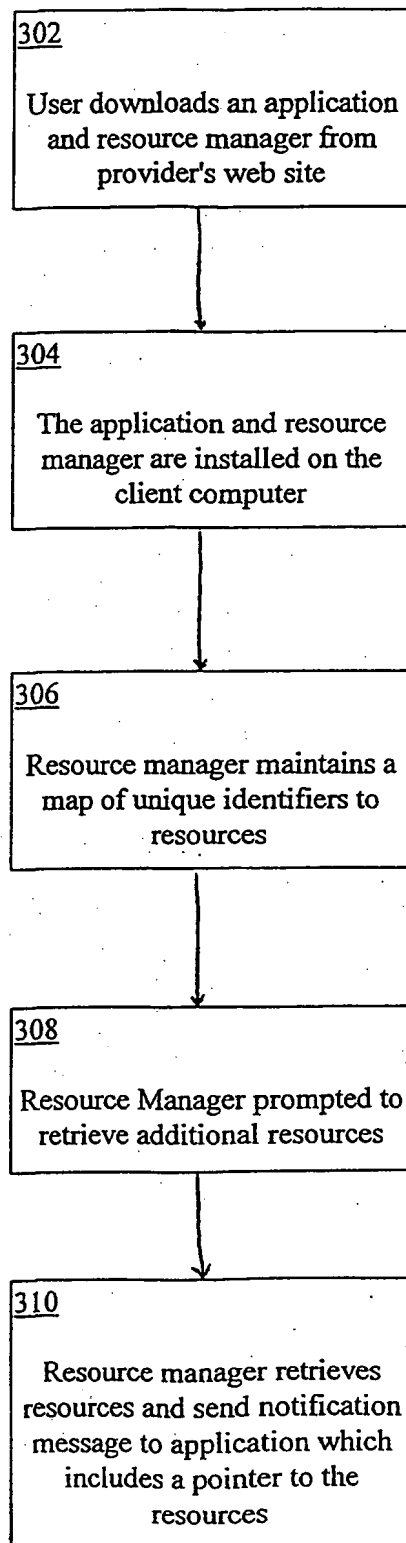 302
User downloads an application
and resource manager from
provider's web site
304
The application and resource
manager are installed on the
client computer
306
Resource manager maintains a
map of unique identifiers to
resources
308
Resource Manager prompted to
retrieve additional resources
310
Resource manager retrieves
resources and send notification
message to application which
includes a pointer to the
resources